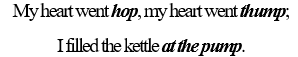 My heart went hop, my heart went thump;
I filled the kettle at the pump.